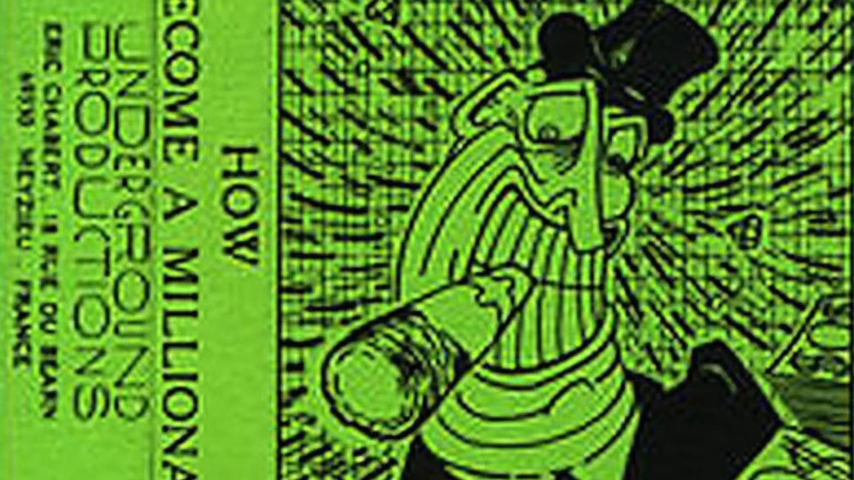 HOW
ECOME A MILLIONA
UNDERGROUND
PRODUCTIONS
ERIC CHABERT, 18 RUE DU BEARN
MEYZIEU FRANCE